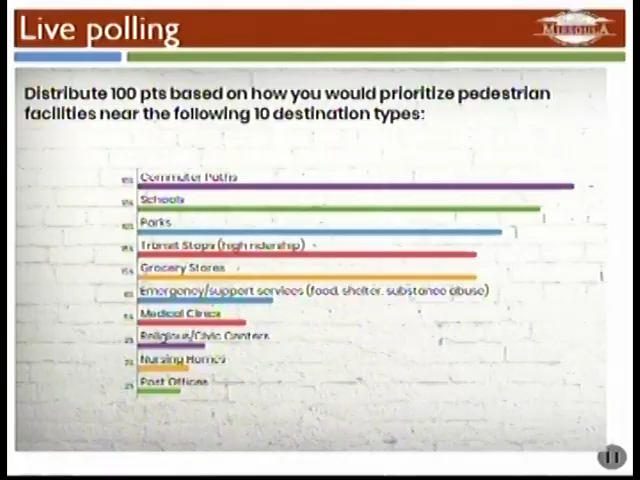 Live polling
MISSOULA
Distribute 100 pts based on how you would prioritize pedestrian
facilities near the following 10 destination types:
Commuter Paths
Schools
Parks
Transit Stops (high ridership)
Grocery Stores
Emergency/support services (food, shelter, substance abuse)
Medical Clinics
Religious/Civic Centers
Nursing Homes
Post Offices
11